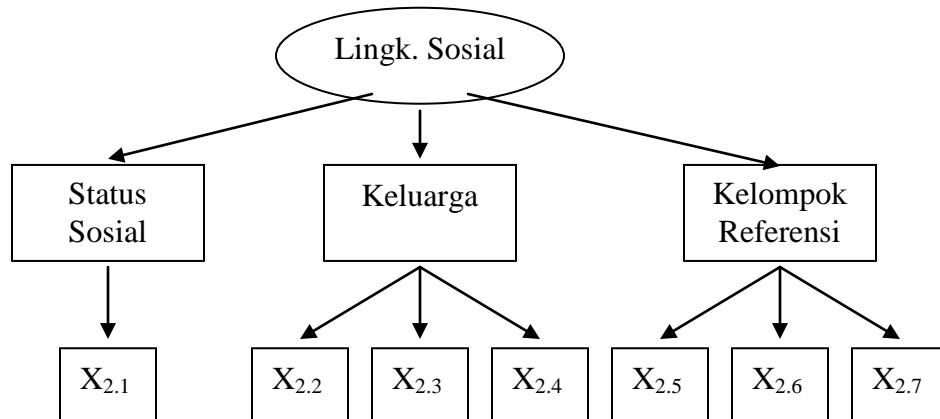 Lingk. Sosial
Status
Sosial
Keluarga
Kelompok
Referensi
X2.1
X2.2
X2.3
X2.4
X2.5
X2.6
X2.7